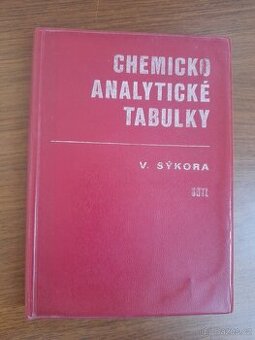 CHEMICKO
ANALYTICKÉ
TABULKY
V. SÝKORA
SNTL